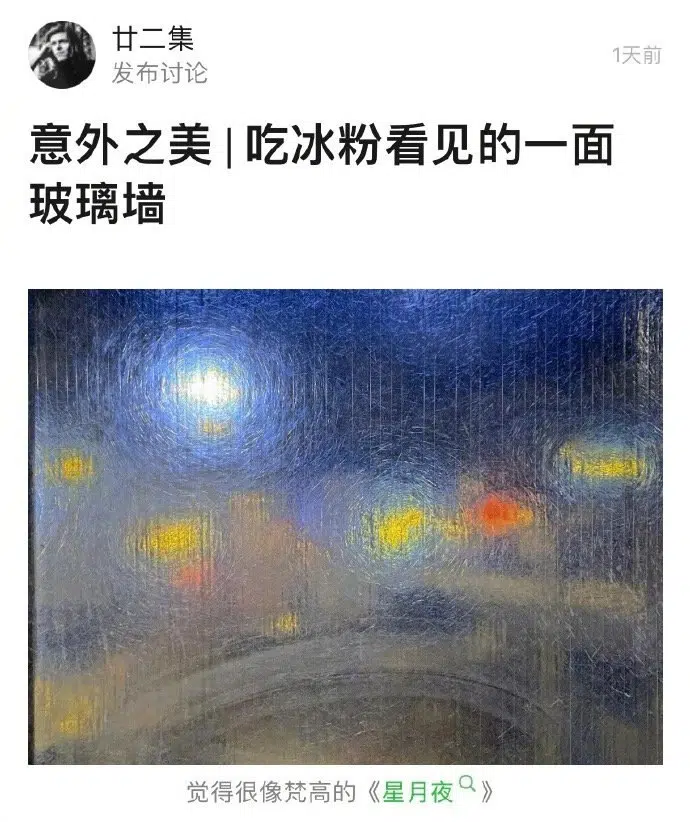 廿二集
发布讨论
1天前
意外之美 | 吃冰粉看见的一面
玻璃墙
觉得很像梵高的《星月夜》